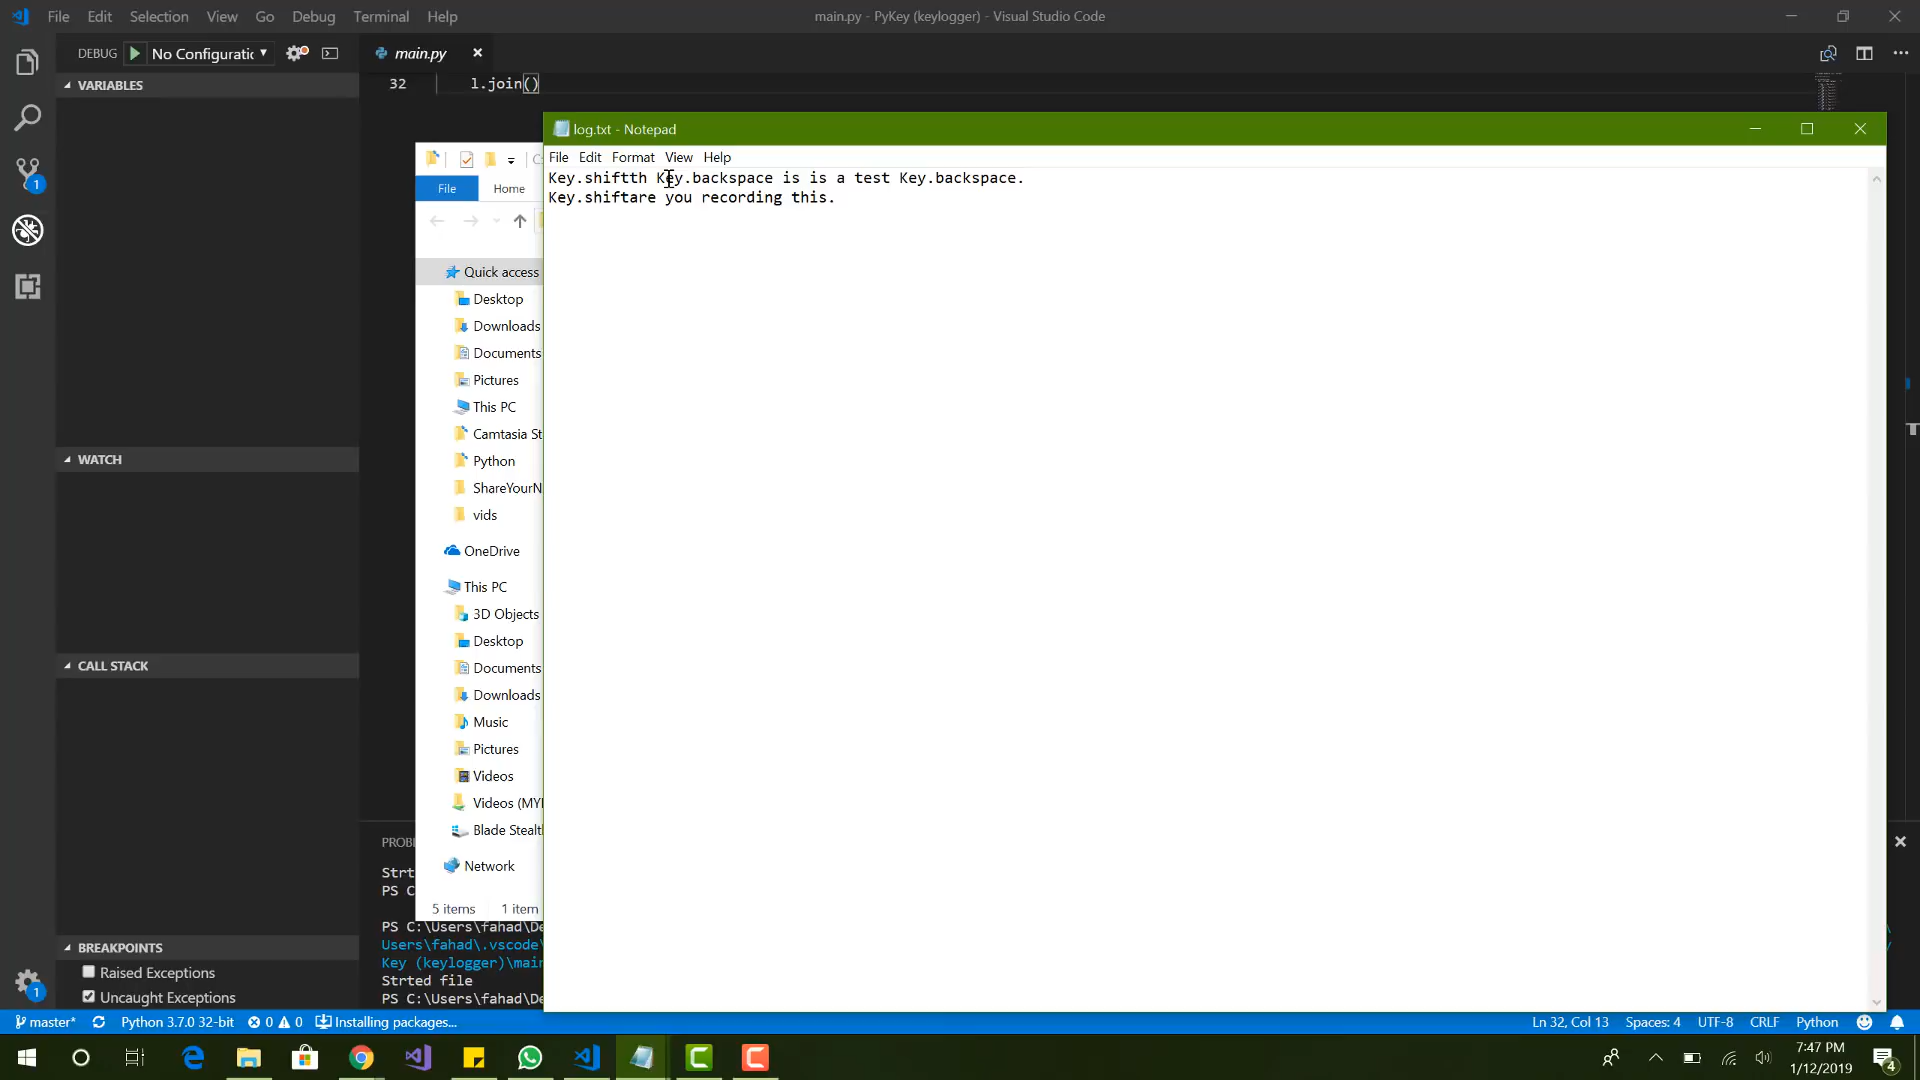 File Edit Selection View Go Debug Terminal Help
main.py - PyKey (keylogger) - Visual Studio Code
DEBUG No Configuratic
main.py
VARIABLES
32 l.join()
log.txt - Notepad
File Edit Format View Help
Key.shiftth Key.backspace is is a test Key.backspace.
Key.shiftare you recording this.
File Home
Quick access
Desktop
Downloads
Documents
Pictures
This PC
Camtasia St
Python
ShareYourN
vids
OneDrive
This PC
3D Objects
Desktop
Documents
Downloads
Music
Pictures
Videos
Videos (MYI
Blade Stealt
Network
5 items 1 item
WATCH
CALL STACK
BREAKPOINTS
Raised Exceptions
Uncaught Exceptions
PROBL
Strt
PS C
PS C:\Users\fahad\De
Users\fahad\.vscode\
Key (keylogger)\main
Strted file
PS C:\Users\fahad\De
master* Python 3.7.0 32-bit 0 0 Installing packages...
Ln 32, Col 13 Spaces: 4 UTF-8 CRLF Python
7:47 PM
1/12/2019
1
1
4